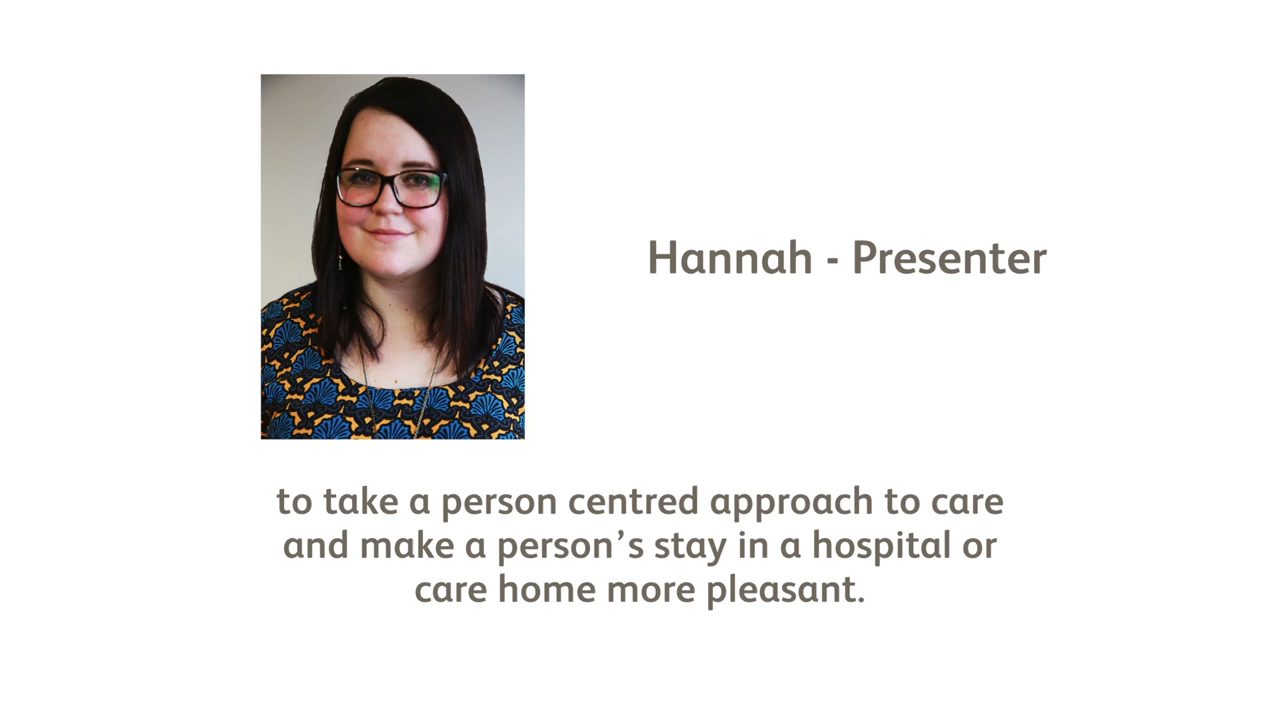 Hannah - Presenter
to take a person centred approach to care
and make a person’s stay in a hospital or
care home more pleasant.